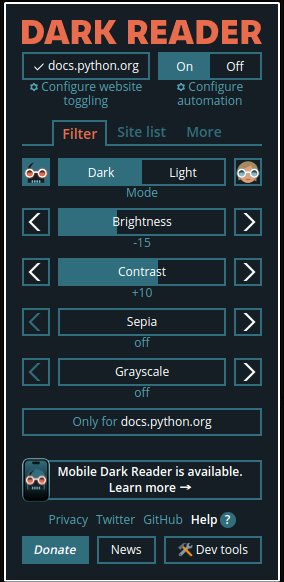 DARK READER
docs.python.org On Off
Configure website toggling
Configure automation
Filter Site list More
Dark Light
Mode
Brightness
-15
Contrast
+10
Sepia
off
Grayscale
off
Only for docs.python.org
Mobile Dark Reader is available.
Learn more →
Privacy Twitter GitHub Help ?
Donate News Dev tools